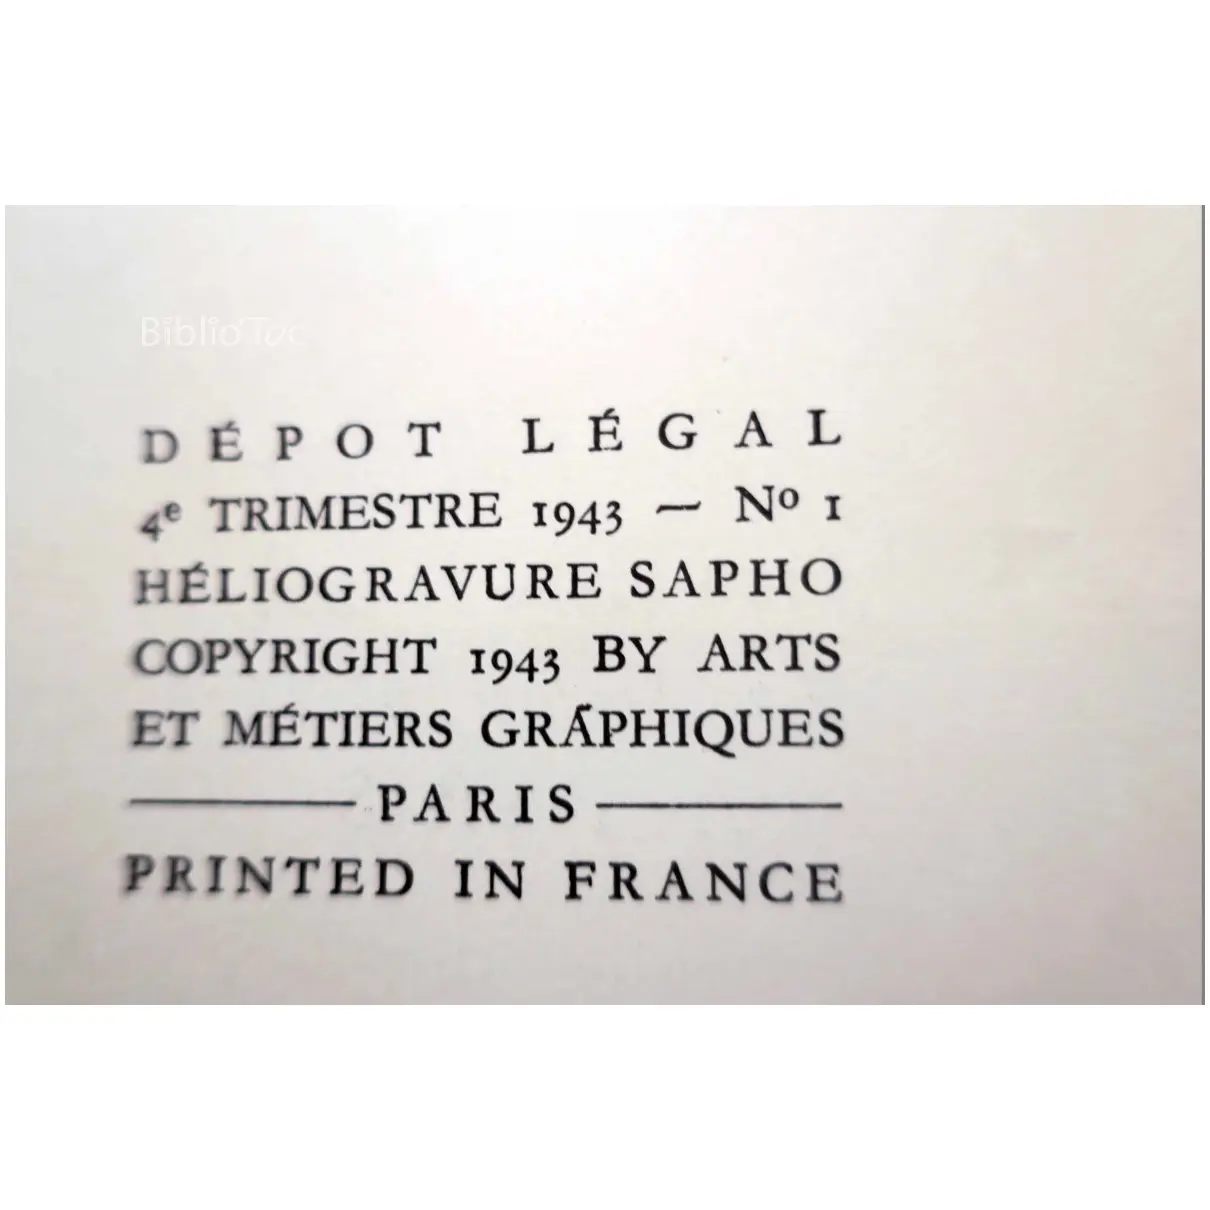 BiblioToc
DÉPOT LÉGAL
4e TRIMESTRE 1943 — No 1
HÉLIOGRAVURE SAPHO
COPYRIGHT 1943 BY ARTS
ET MÉTIERS GRAPHIQUES
PARIS
PRINTED IN FRANCE